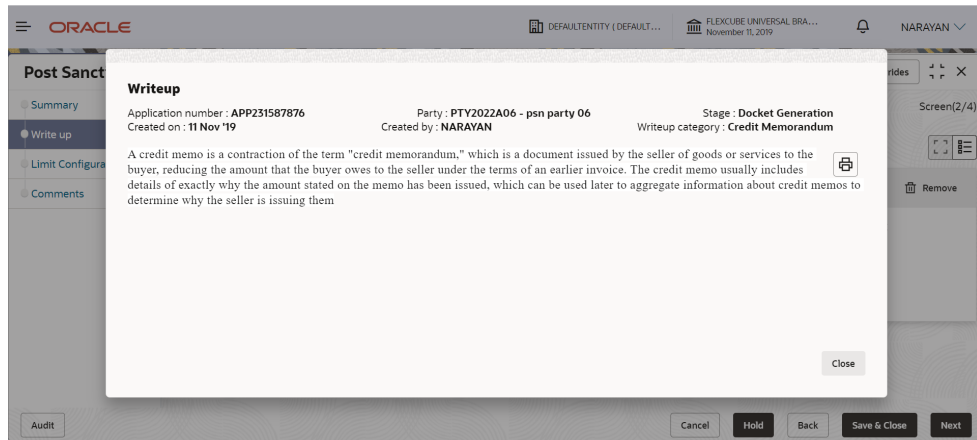 ORACLE
DEFAULTENTITY ( DEFAULT...
FLEXCUBE UNIVERSAL BRA...
November 11, 2019
NARAYAN
Post Sanct
rides
Summary
Screen(2/4)
Write up
Limit Configura
Comments
Remove
Writeup
Application number : APP231587876
Party : PTY2022A06 - psn party 06
Stage : Docket Generation
Created on : 11 Nov '19
Created by : NARAYAN
Writeup category : Credit Memorandum
A credit memo is a contraction of the term "credit memorandum," which is a document issued by the seller of goods or services to the
buyer, reducing the amount that the buyer owes to the seller under the terms of an earlier invoice. The credit memo usually includes
details of exactly why the amount stated on the memo has been issued, which can be used later to aggregate information about credit memos to
determine why the seller is issuing them
Close
Audit
Cancel
Hold
Back
Save & Close
Next